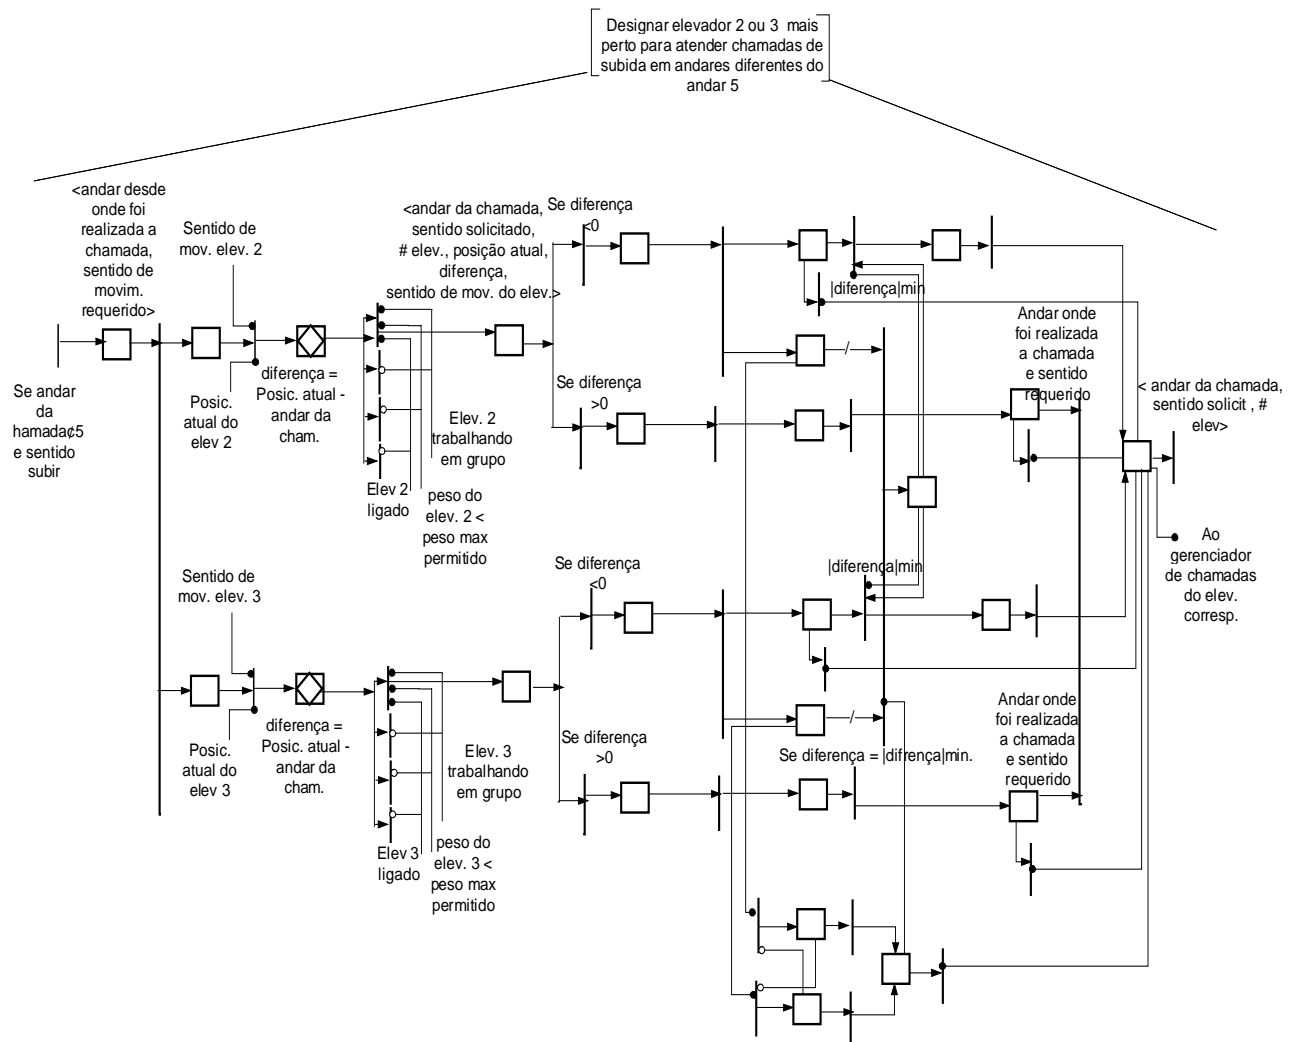 Designar elevador 2 ou 3 mais
perto para atender chamadas de
subida em andares diferentes do
andar 5
<andar desde
onde foi
realizada a
chamada,
sentido de
movim.
requerido>
Sentido de
mov. elev. 2
<andar da chamada,
sentido solicitado,
# elev., posição atual,
diferença,
sentido de mov. do elev.>
Se diferença
<0
|diferença|min
Andar onde
foi realizada
a chamada
e sentido
requerido
< andar da chamada,
sentido solicit , #
elev>
Se andar
da
hamada¢5
e sentido
subir
Posic.
atual do
elev 2
diferença =
Posic. atual -
andar da
cham.
Se diferença
>0
Elev. 2
trabalhando
em grupo
Elev 2
ligado
peso do
elev. 2 <
peso max
permitido
Ao
gerenciador
de chamadas
do elev.
corresp.
Sentido de
mov. elev. 3
Se diferença
<0
|diferença|min
Posic.
atual do
elev 3
diferença =
Posic. atual -
andar da
cham.
Elev. 3
trabalhando
em grupo
Se diferença
>0
Se diferença = |difrença|min.
Andar onde
foi realizada
a chamada
e sentido
requerido
Elev 3
ligado
peso do
elev. 3 <
peso max
permitido